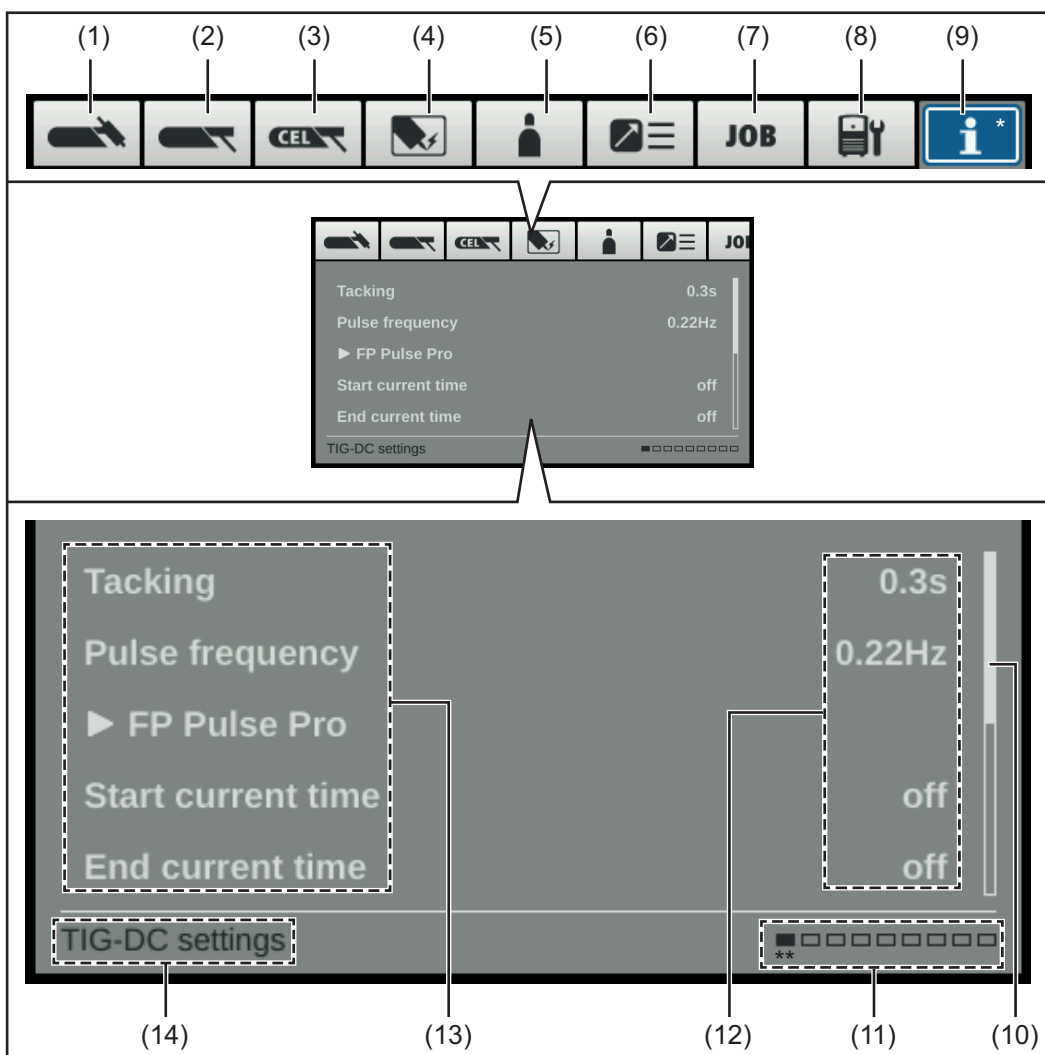 (1) (2) (3) (4) (5) (6) (7) (8) (9)
CEL JOB i *
CEL JO
Tacking 0.3s
Pulse frequency 0.22Hz
▶ FP Pulse Pro
Start current time off
End current time off
TIG-DC settings
Tacking 0.3s
Pulse frequency 0.22Hz
▶ FP Pulse Pro
Start current time off
End current time off
TIG-DC settings
**
(14) (13) (12) (11) (10)